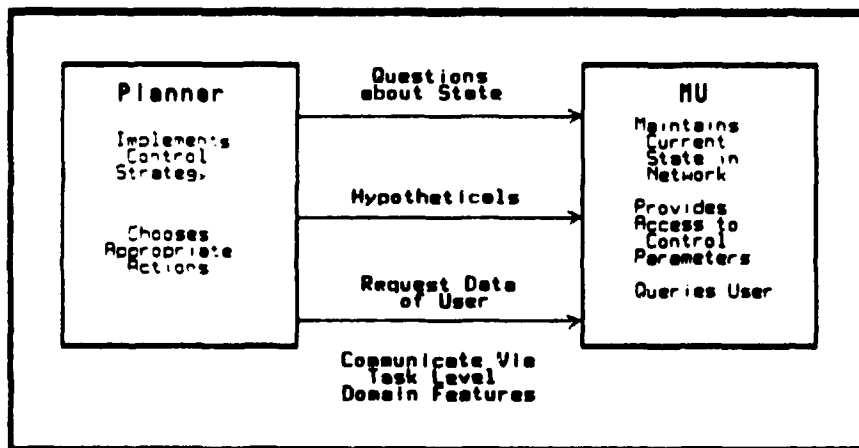 Planner
Implements
Control
Strategy
Chooses
Appropriate
Actions
Questions
about State
Hypotheticals
Request Data
of User
Communicate Via
Task Level
Domain Features
MU
Maintains
Current
State in
Network
Provides
Access to
Control
Parameters
Queries User